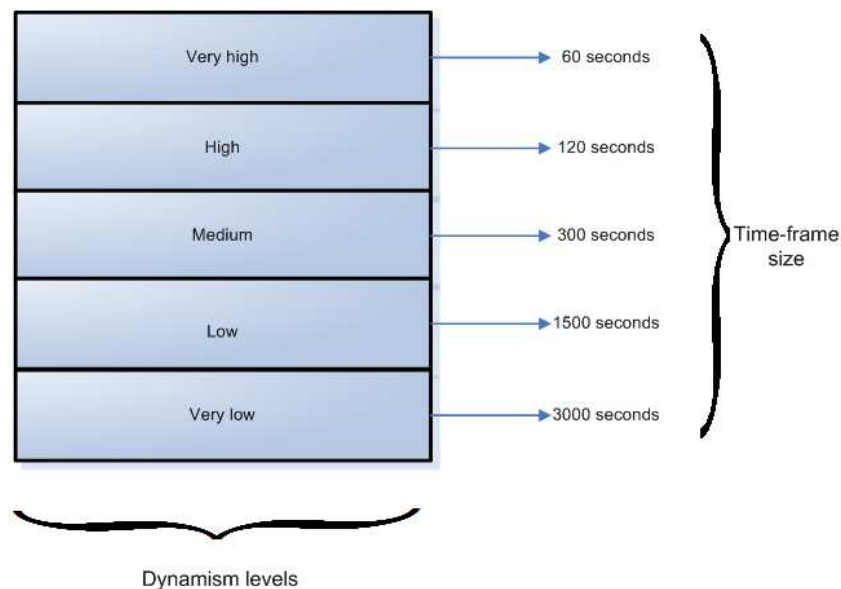 Very high
60 seconds
High
120 seconds
Medium
300 seconds
Time-frame
size
Low
1500 seconds
Very low
3000 seconds
Dynamism levels